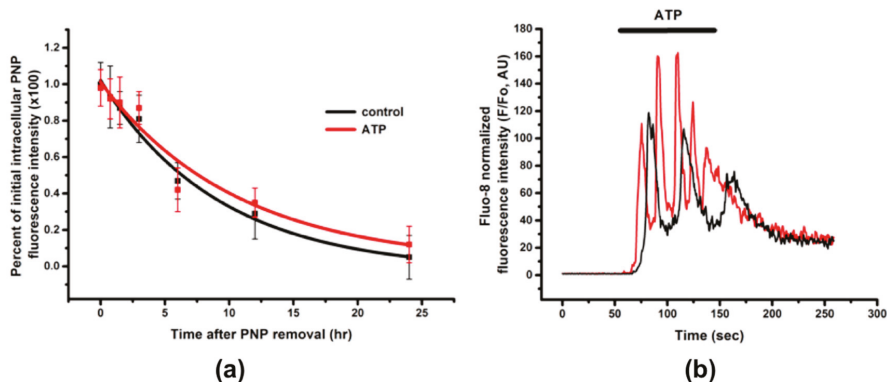 Percent of initial intracellular PNP
fluorescence intensity (x100)
1.2
1.0
0.8
0.6
0.4
0.2
0.0
control
ATP
0
5
10
15
20
25
Time after PNP removal (hr)
(a)
ATP
Fluo-8 normalized
fluorescence intensity (F/Fo, AU)
180
160
140
120
100
80
60
40
20
0
0
50
100
150
200
250
300
Time (sec)
(b)